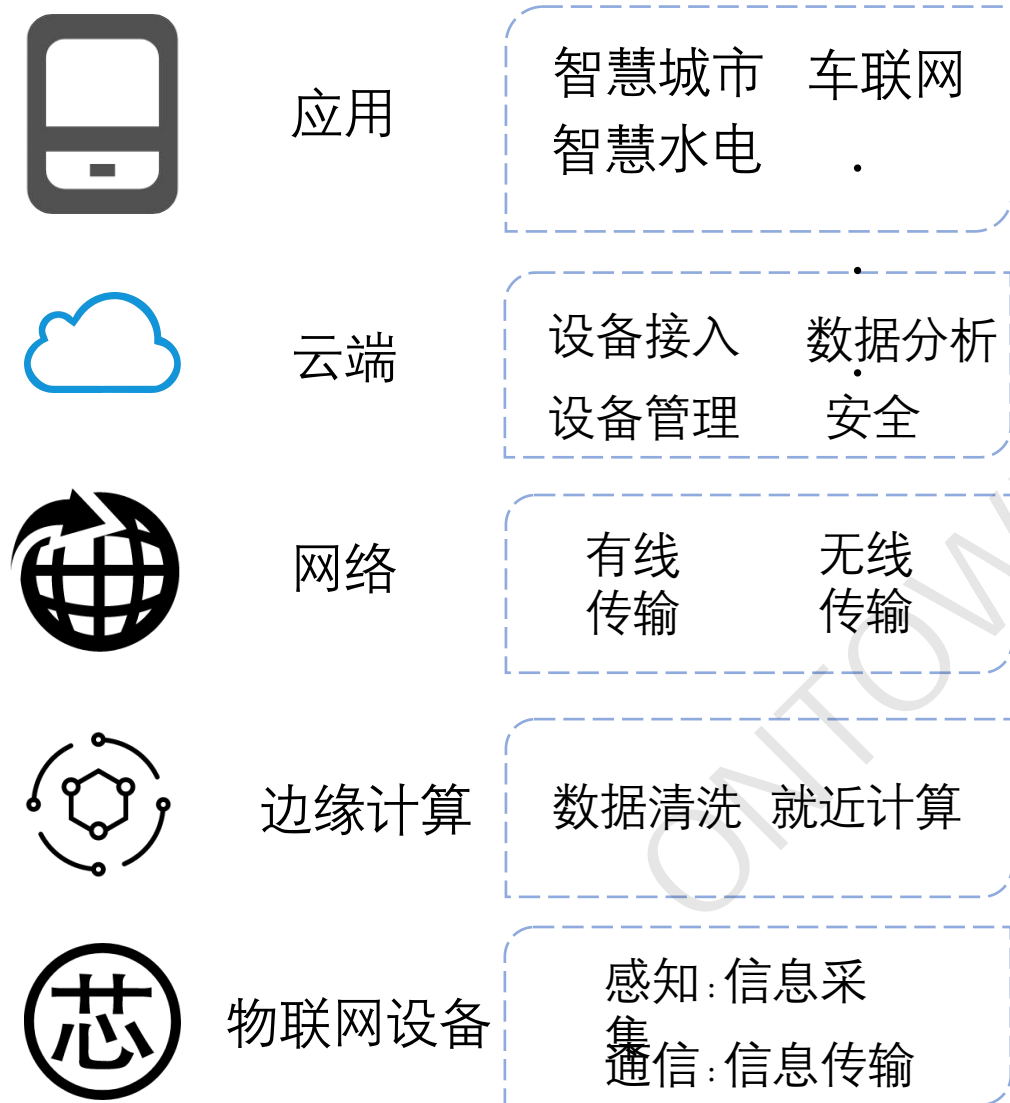 应用
智慧城市 车联网
智慧水电 .
.
云端
设备接入 数据分析
.
设备管理 安全
网络
有线 无线
传输 传输
边缘计算
数据清洗 就近计算
芯
物联网设备
感知:信息采
集
通信:信息传输
ONTOW